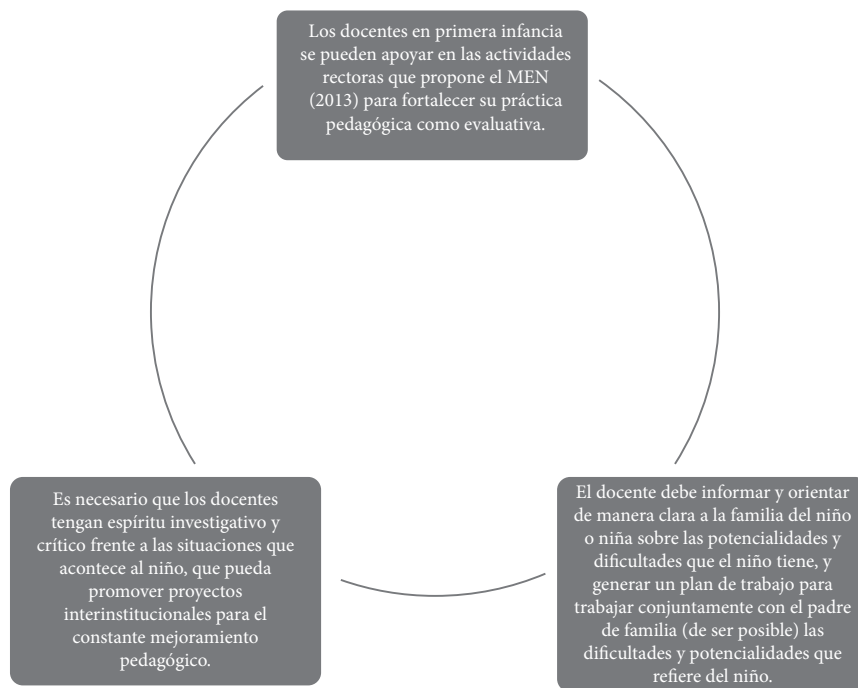 Los docentes en primera infancia
se pueden apoyar en las actividades
rectoras que propone el MEN
(2013) para fortalecer su práctica
pedagógica como evaluativa.
Es necesario que los docentes
tengan espíritu investigativo y
crítico frente a las situaciones que
acontece al niño, que pueda
promover proyectos
interinstitucionales para el
constante mejoramiento
pedagógico.
El docente debe informar y orientar
de manera clara a la familia del niño
o niña sobre las potencialidades y
dificultades que el niño tiene, y
generar un plan de trabajo para
trabajar conjuntamente con el padre
de familia (de ser posible) las
dificultades y potencialidades que
refiere del niño.